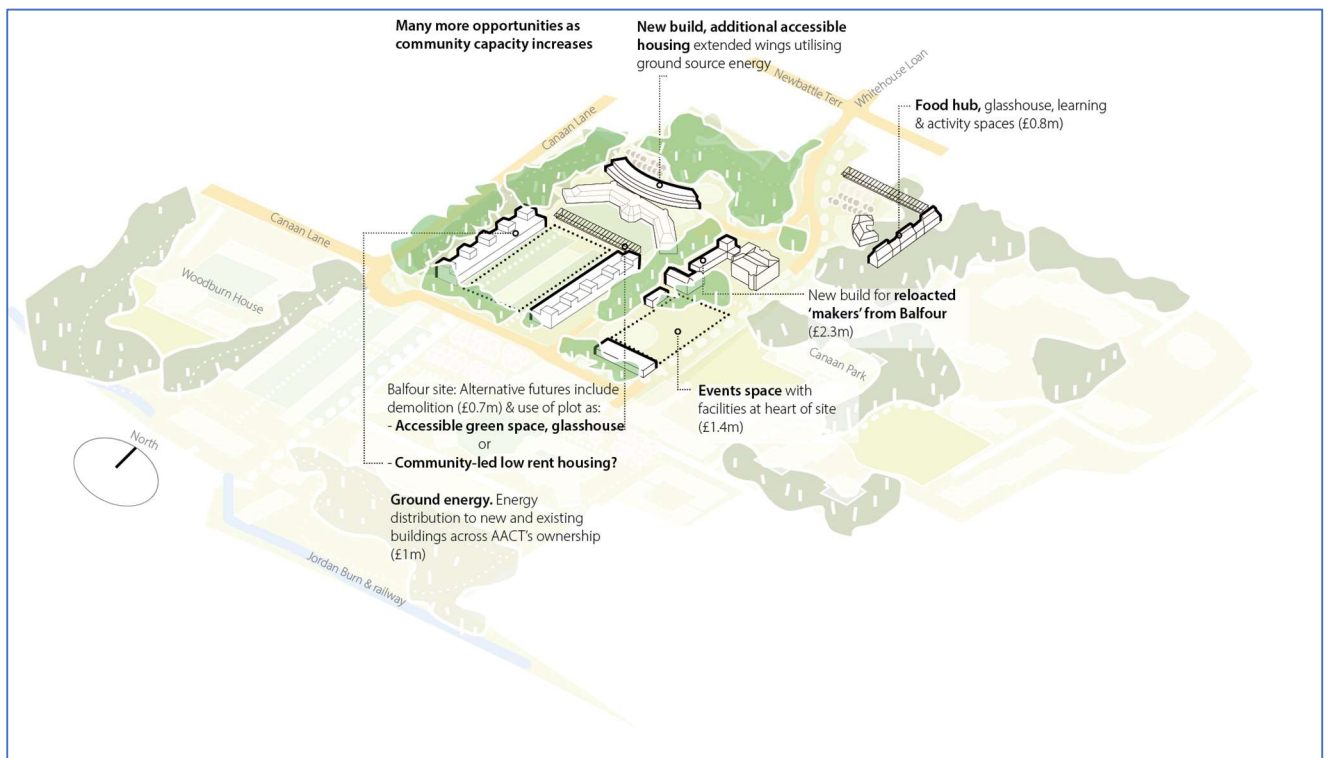 Many more opportunities as
community capacity increases
New build, additional accessible
housing extended wings utilising
ground source energy
Newbattle Terr
Whitehouse Loan
Food hub, glasshouse, learning
& activity spaces (£0.8m)
Canaan Lane
Canaan Lane
Woodburn House
New build for reloacted
‘makers’ from Balfour
(£2.3m)
Canaan Park
Balfour site: Alternative futures include
demolition (£0.7m) & use of plot as:
- Accessible green space, glasshouse
or
- Community-led low rent housing?
Events space with
facilities at heart of site
(£1.4m)
North
Ground energy. Energy
distribution to new and existing
buildings across AACT’s ownership
(£1m)
Jordan Burn & railway